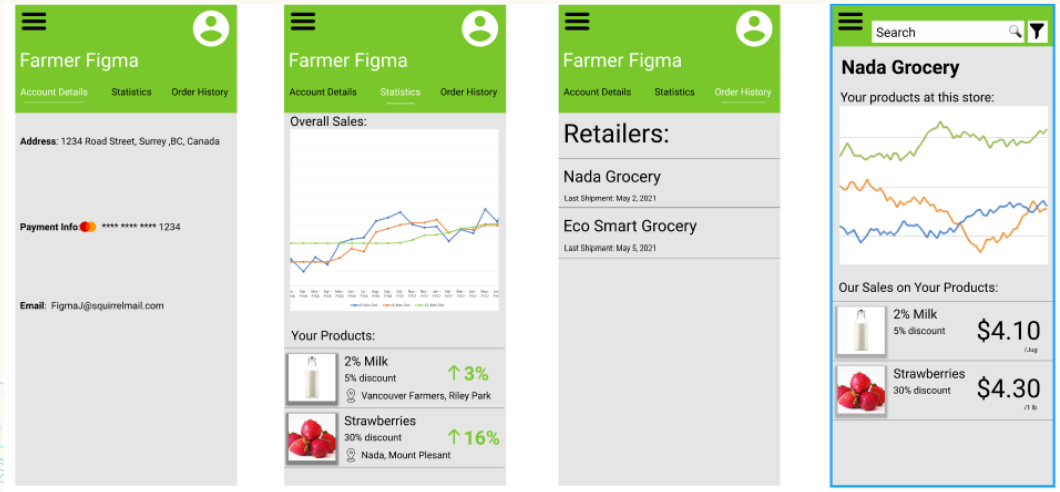 Farmer Figma
Account Details Statistics Order History
Address: 1234 Road Street, Surrey ,BC, Canada
Payment Info: **** **** **** 1234
Email: FigmaJ@squirrelmail.com
Farmer Figma
Account Details Statistics Order History
Overall Sales:
Your Products:
2% Milk
5% discount
↑3%
Vancouver Farmers, Riley Park
Strawberries
30% discount
↑16%
Nada, Mount Plesant
Farmer Figma
Account Details Statistics Order History
Retailers:
Nada Grocery
Last Shipment: May 2, 2021
Eco Smart Grocery
Last Shipment: May 5, 2021
Search
Nada Grocery
Your products at this store:
Our Sales on Your Products:
2% Milk
5% discount
$4.10
/Jug
Strawberries
30% discount
$4.30
/1 lb